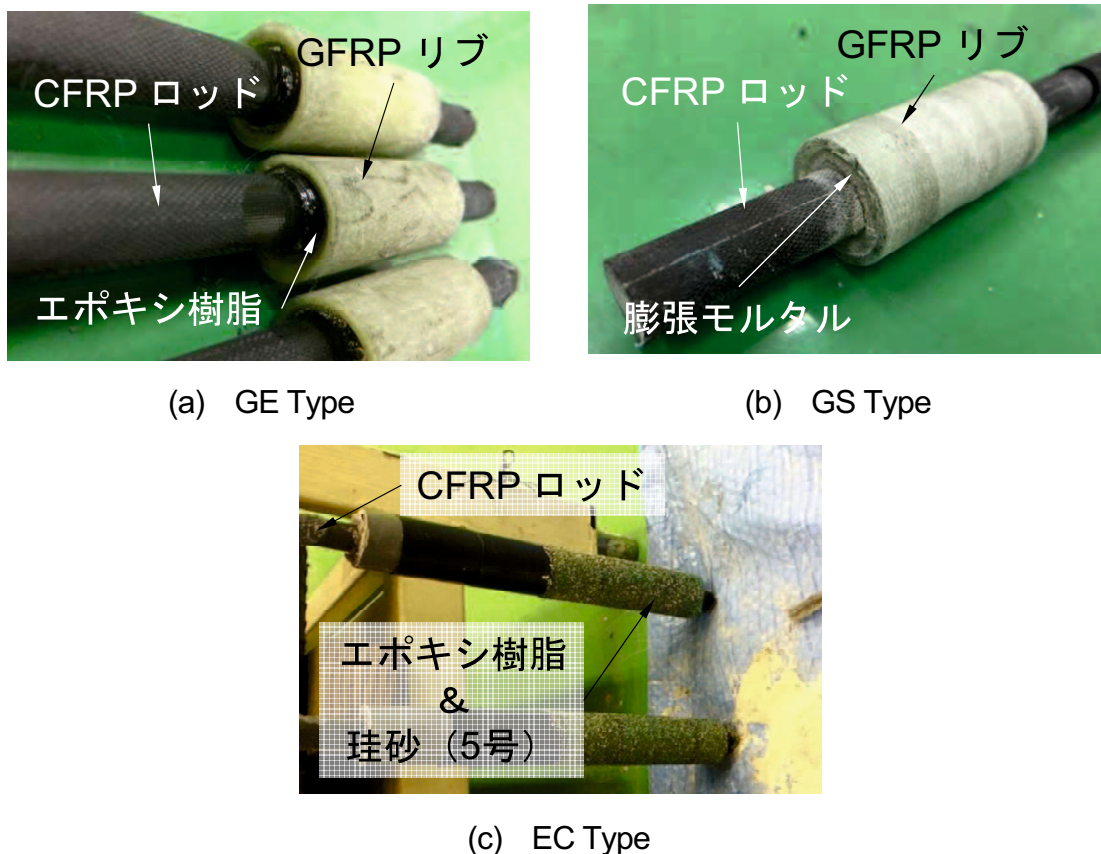 GFRP リブ
CFRP ロッド
エポキシ樹脂
(a) GE Type
GFRP リブ
CFRP ロッド
膨張モルタル
(b) GS Type
CFRP ロッド
エポキシ樹脂
&
珪砂（5号）
(c) EC Type